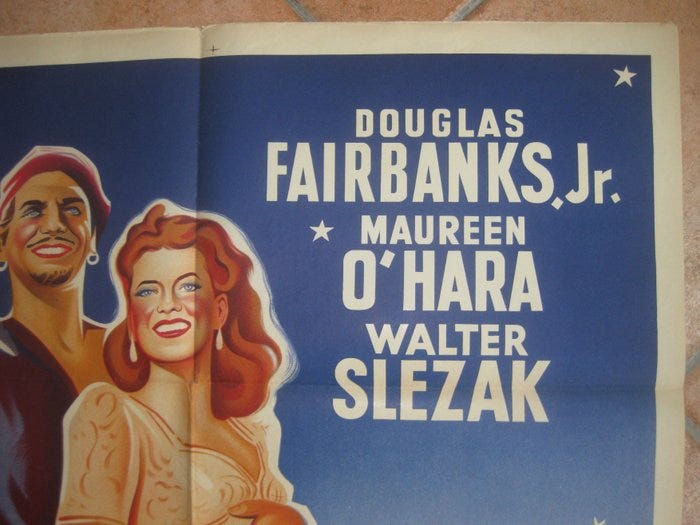 DOUGLAS
FAIRBANKS, Jr.
MAUREEN
O'HARA
WALTER
SLEZAK